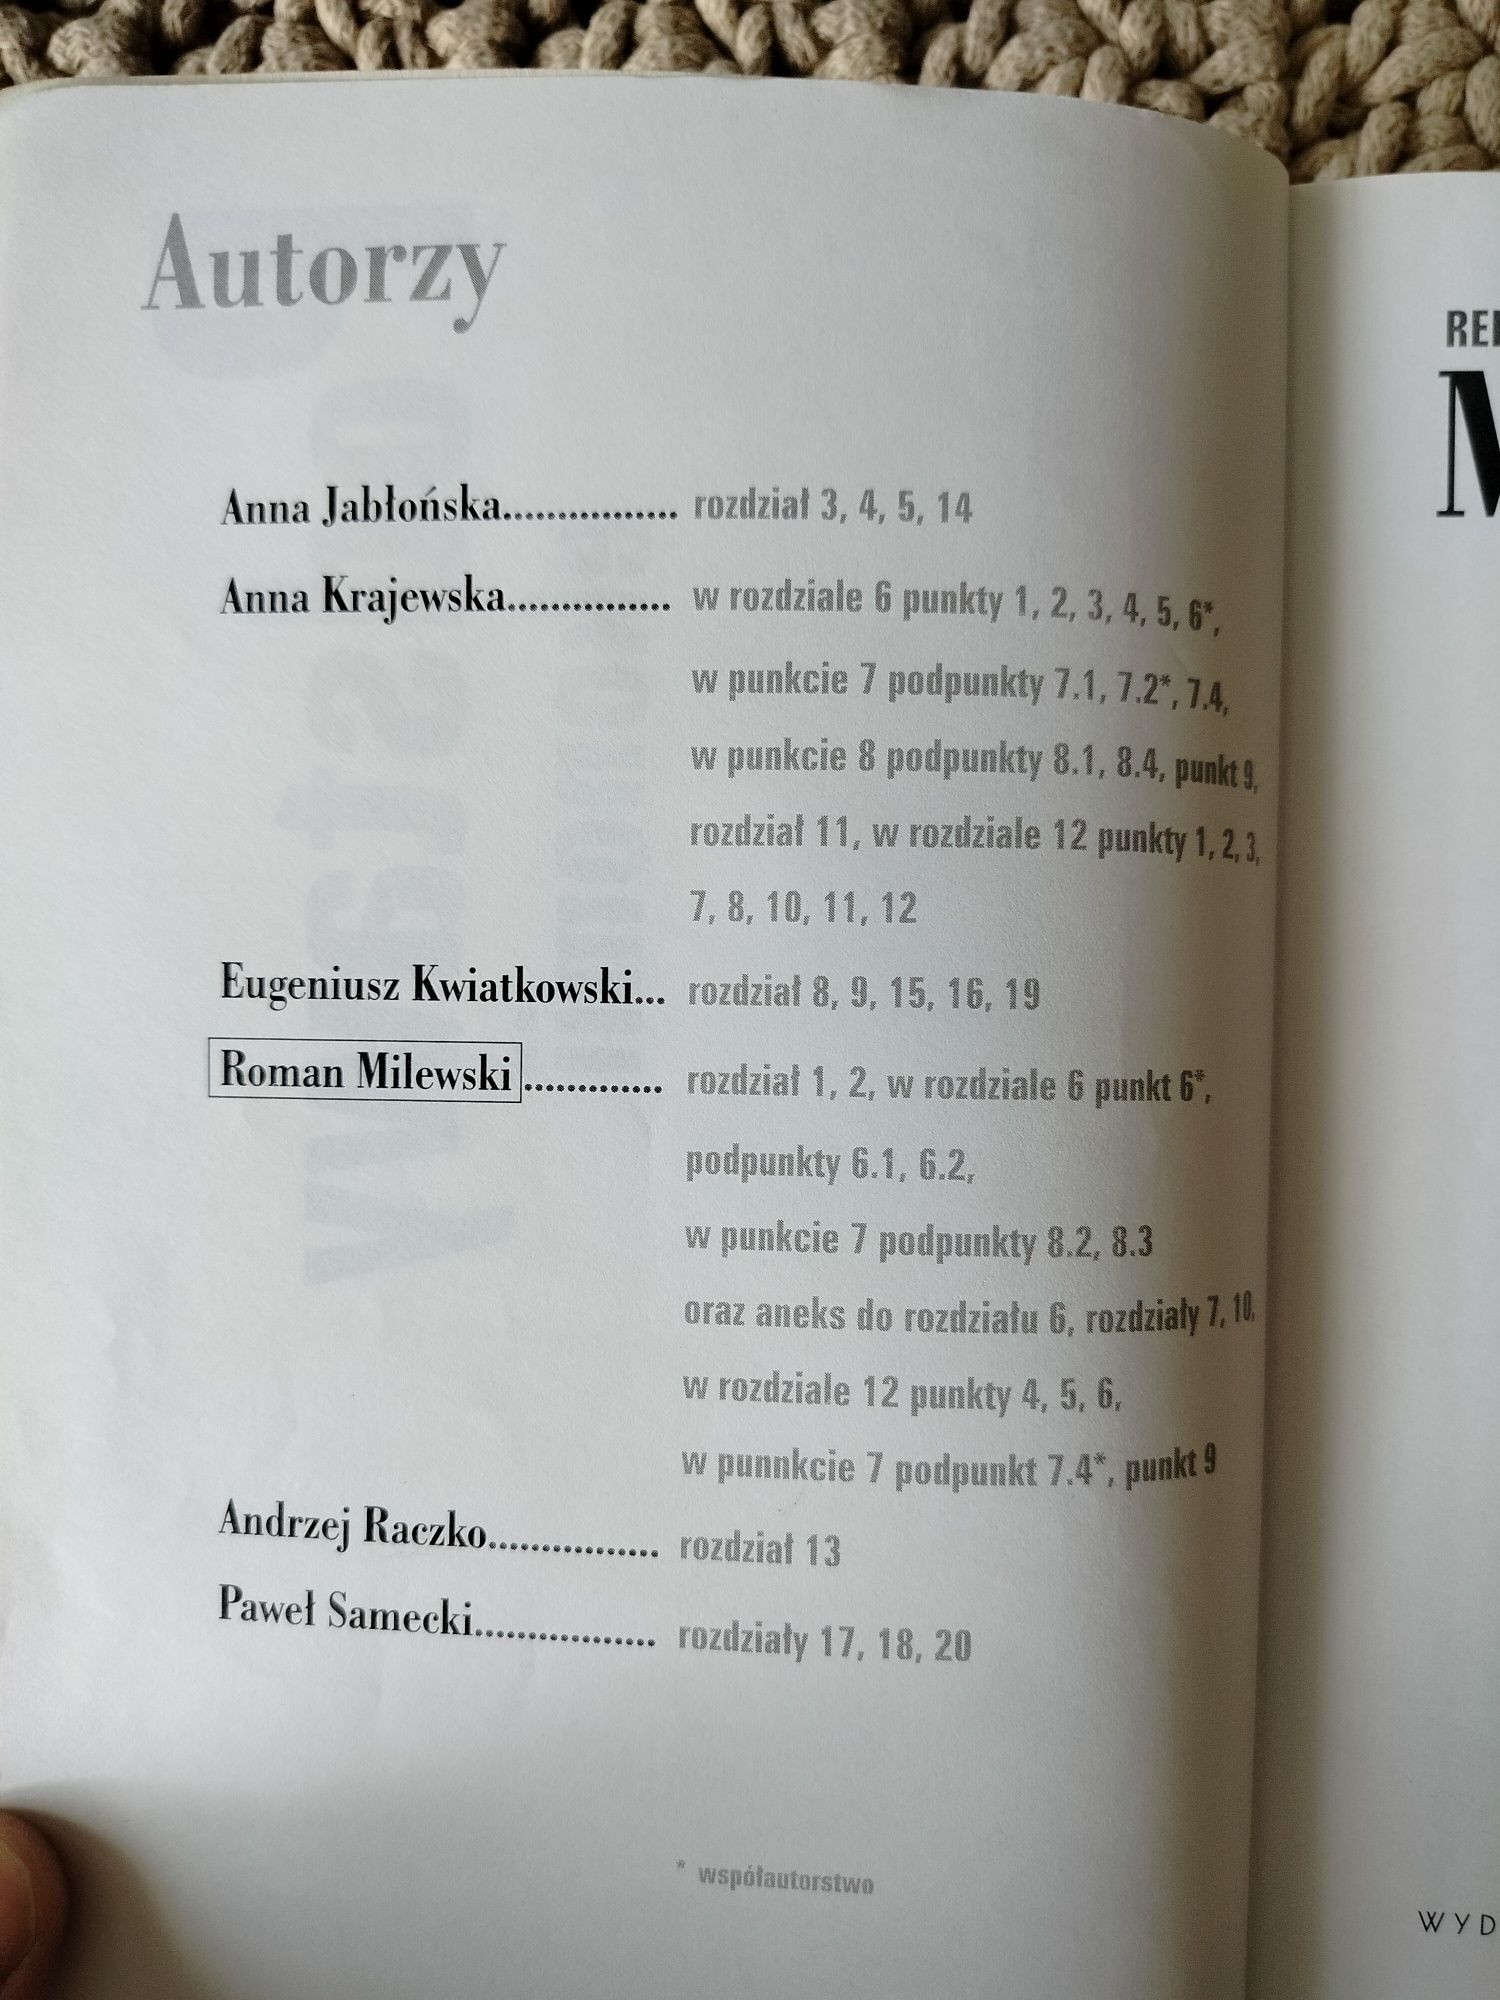 Autorzy
Anna Jabłońska................ rozdział 3, 4, 5, 14
Anna Krajewska............... w rozdziale 6 punkty 1, 2, 3, 4, 5, 6*,
w punkcie 7 podpunkty 7.1, 7.2*, 7.4,
w punkcie 8 podpunkty 8.1, 8.4, punkt 9,
rozdział 11, w rozdziale 12 punkty 1, 2, 3,
7, 8, 10, 11, 12
Eugeniusz Kwiatkowski... rozdział 8, 9, 15, 16, 19
Roman Milewski............. rozdział 1, 2, w rozdziale 6 punkt 6*,
podpunkty 6.1, 6.2,
w punkcie 7 podpunkty 8.2, 8.3
oraz aneks do rozdziału 6, rozdziały 7, 10,
w rozdziale 12 punkty 4, 5, 6,
w punnkcie 7 podpunkt 7.4*, punkt 9
Andrzej Raczko................ rozdział 13
Paweł Samecki................. rozdziały 17, 18, 20
* współautorstwo
WYD